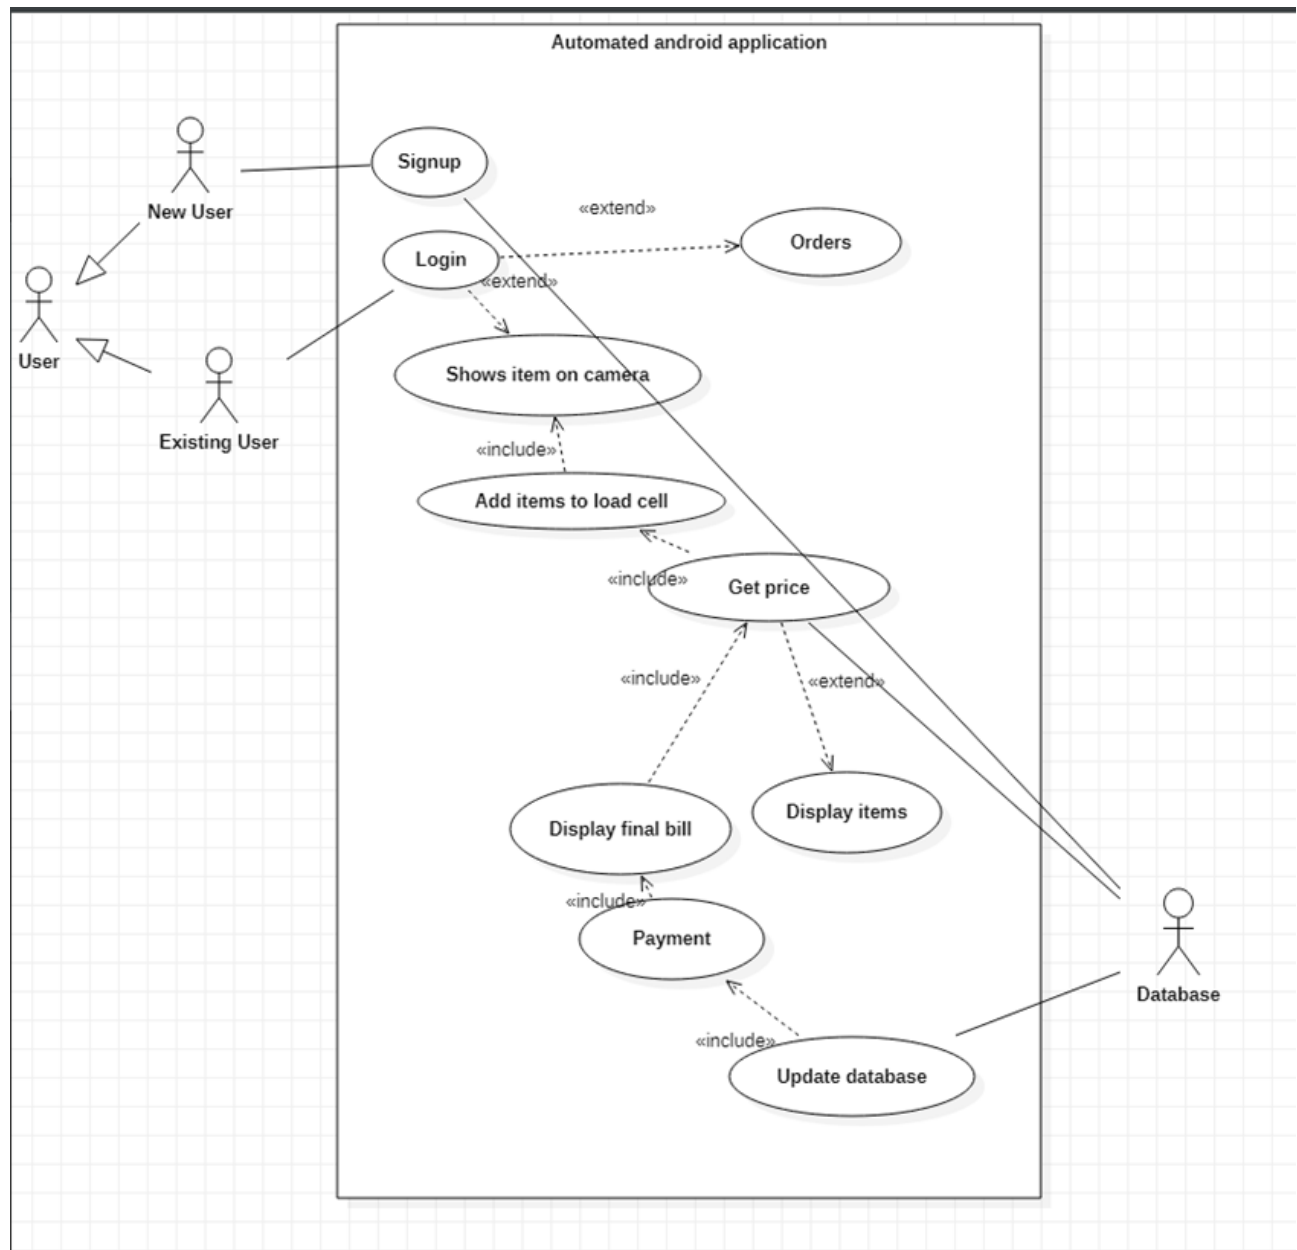 Automated android application
Signup
New User
«extend»
Orders
Login
«extend»
User
Shows item on camera
Existing User
«include»
Add items to load cell
«include»
Get price
«include»
«extend»
Display items
Display final bill
«include»
Payment
Database
«include»
Update database